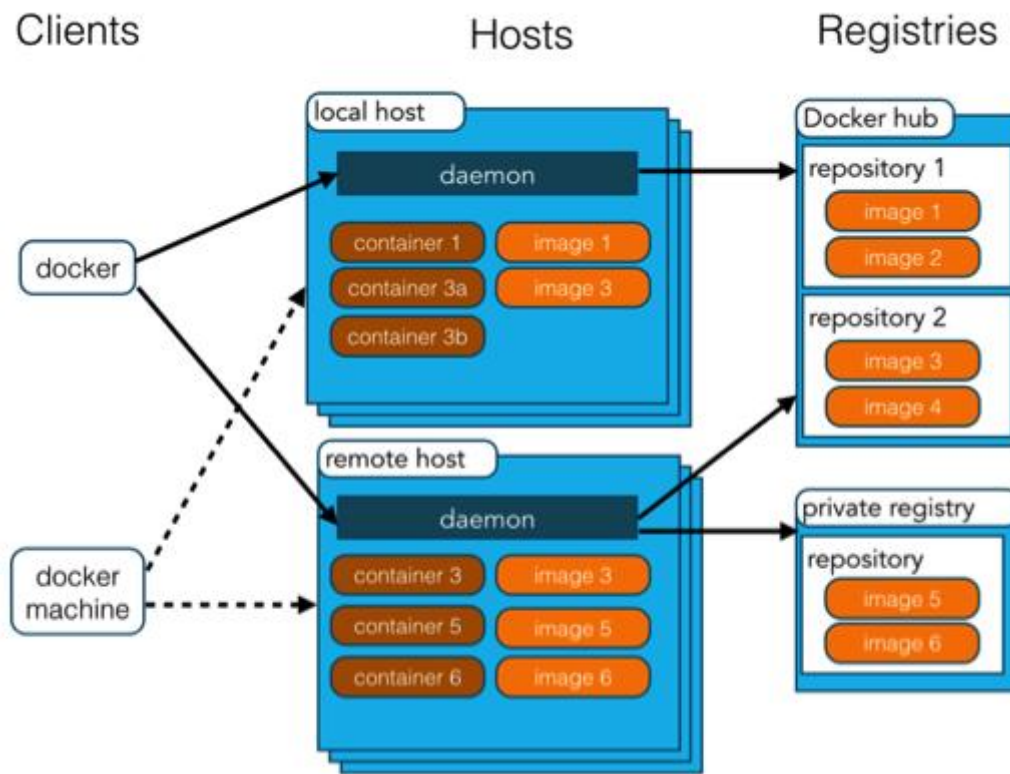 Clients
Hosts
Registries
local host
daemon
container 1
image 1
container 3a
image 3
container 3b
docker
docker
machine
remote host
daemon
container 3
image 3
container 5
image 5
container 6
image 6
Docker hub
repository 1
image 1
image 2
repository 2
image 3
image 4
private registry
repository
image 5
image 6